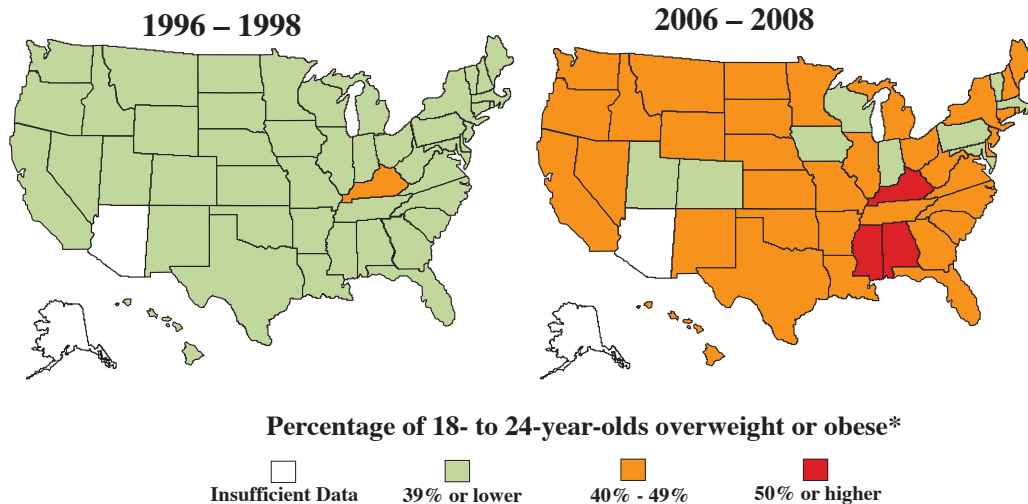 1996 – 1998
2006 – 2008
Percentage of 18- to 24-year-olds overweight or obese*
Insufficient Data
39% or lower
40% - 49%
50% or higher